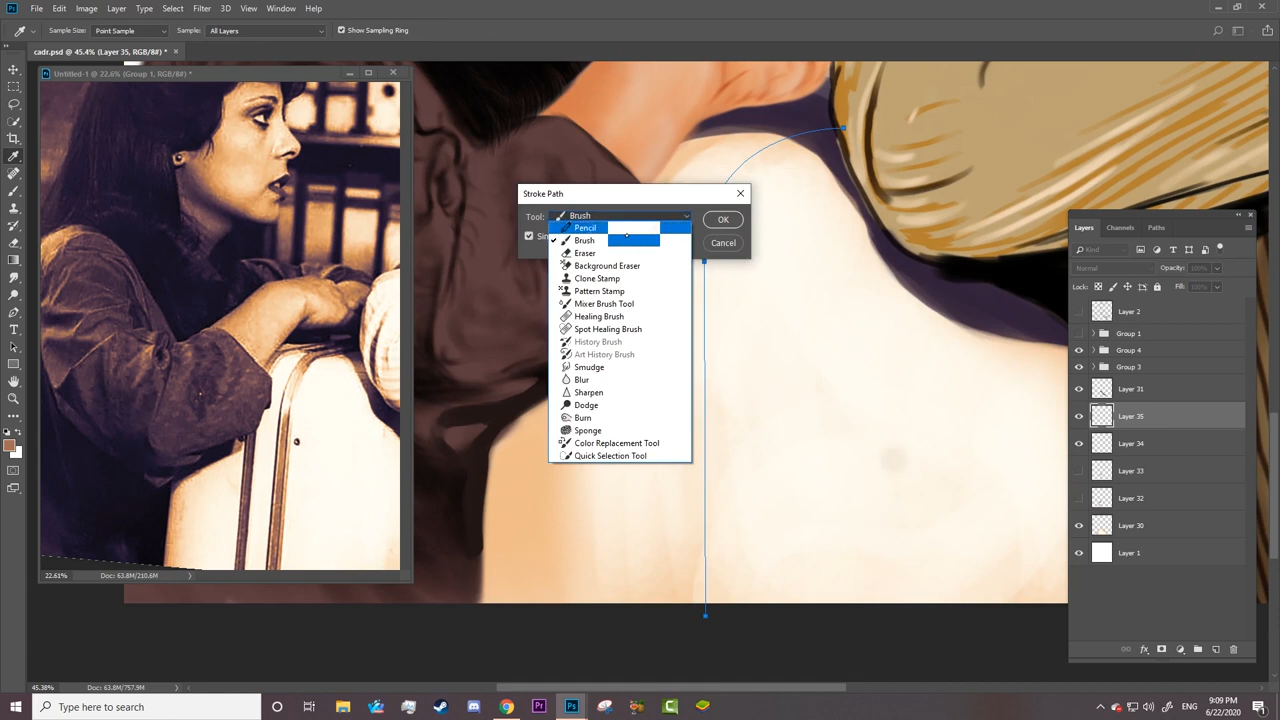 File Edit Image Layer Type Select Filter 3D View Window Help
Sample Size: Point Sample Sample: All Layers Show Sampling Ring
cadr.psd @ 45.4% (Layer 35, RGB/8#) *
Untitled-1 @ 22.6% (Group 1, RGB/8#) *
Stroke Path
Tool: Brush OK
Pencil
Brush
Cancel
Eraser
Background Eraser
Clone Stamp
Pattern Stamp
Mixer Brush Tool
Healing Brush
Spot Healing Brush
History Brush
Art History Brush
Smudge
Blur
Sharpen
Dodge
Burn
Sponge
Color Replacement Tool
Quick Selection Tool
Layers Channels Paths
Kind
Normal Opacity: 100%
Lock: Fill: 100%
Layer 2
Group 1
Group 4
Group 3
Layer 31
Layer 35
Layer 34
Layer 33
Layer 32
Layer 30
Layer 1
22.61% Doc: 63.8M/210.6M
45.38% Doc: 63.8M/757.9M
Type here to search
ENG
9:09 PM
6/22/2020